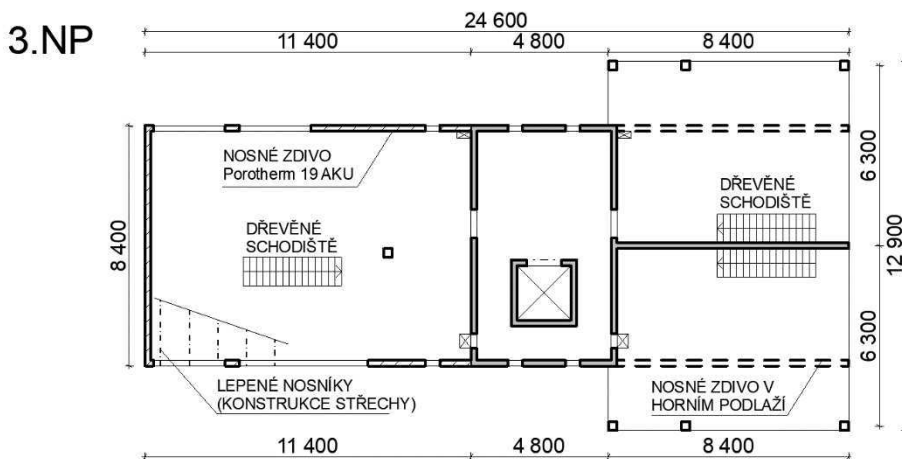 3.NP
24 600
11 400
4 800
8 400
NOSNÉ ZDIVO
Porotherm 19 AKU
DŘEVĚNÉ
SCHODIŠTĚ
DŘEVĚNÉ
SCHODIŠTĚ
8 400
6 300
12 900
6 300
LEPENÉ NOSNÍKY
(KONSTRUKCE STŘECHY)
NOSNÉ ZDIVO V
HORNÍM PODLAŽÍ
11 400
4 800
8 400